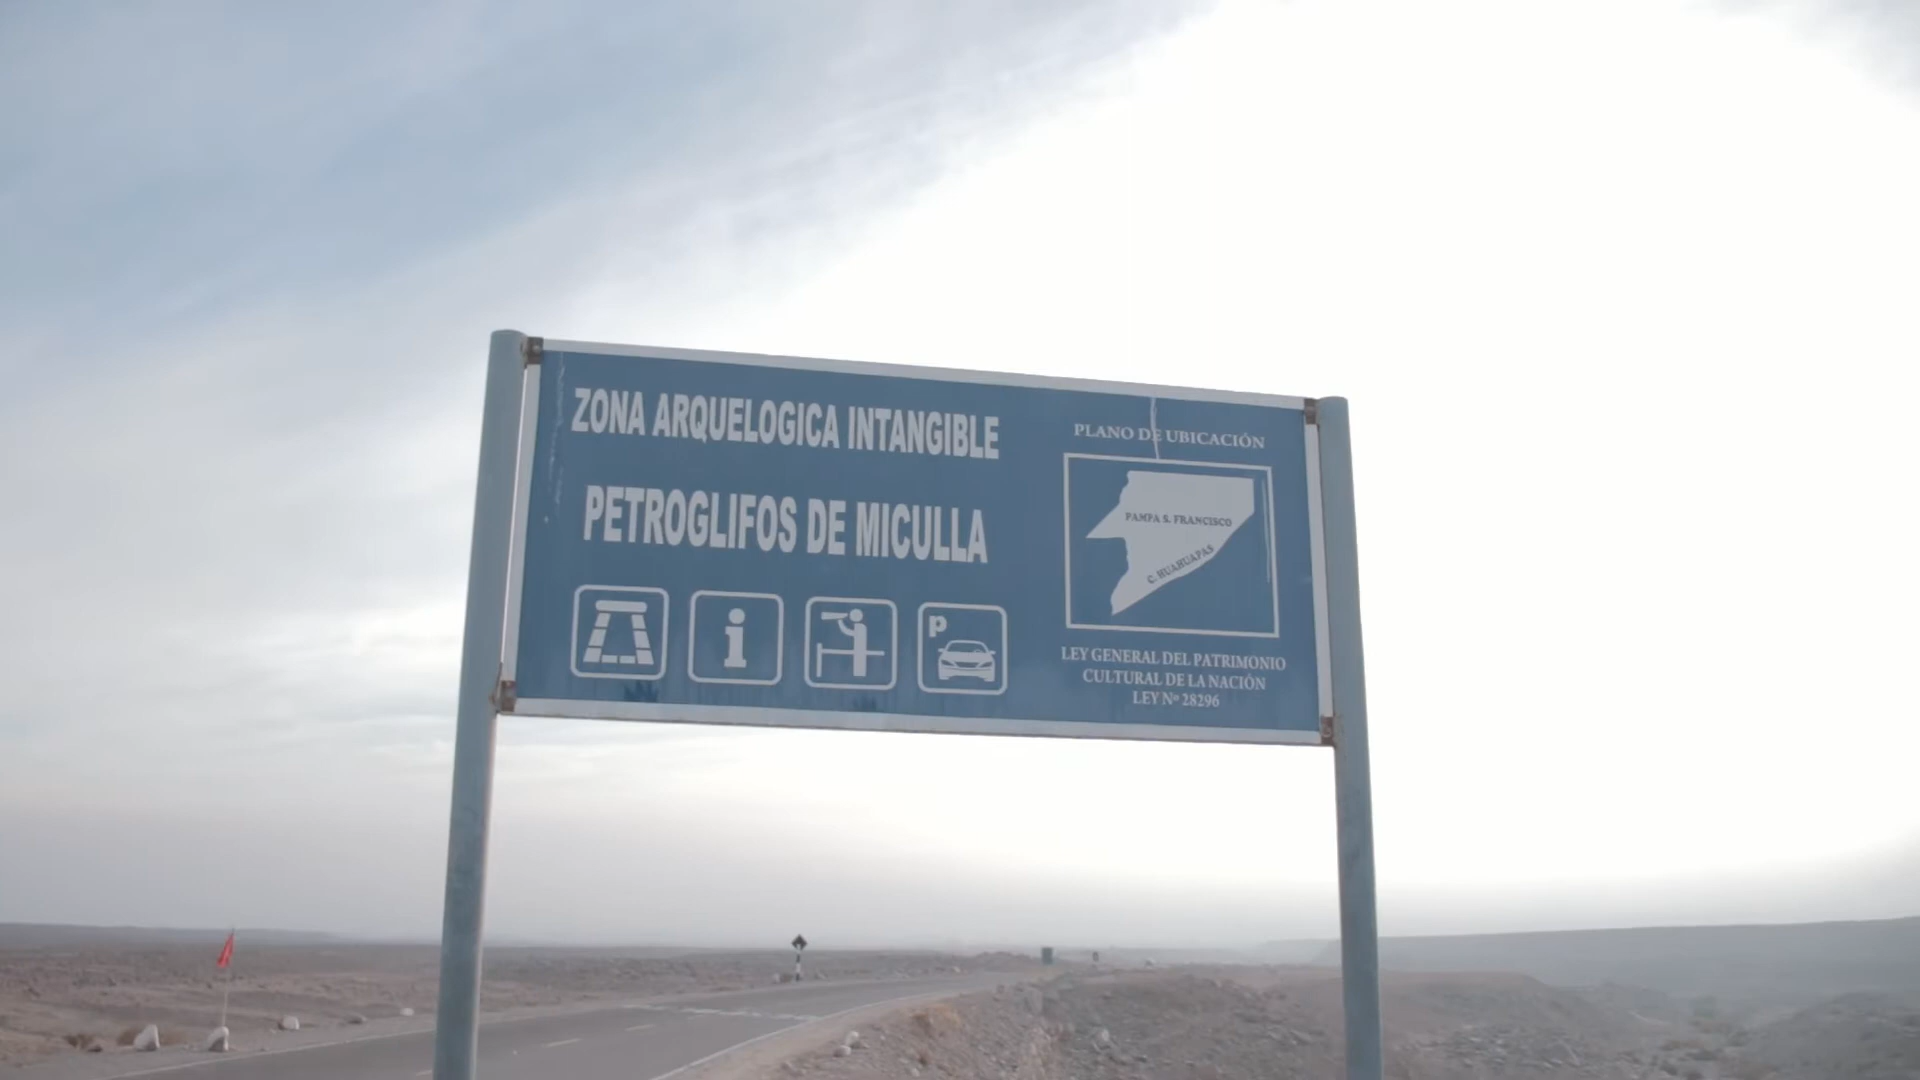 ZONA ARQUELOGICA INTANGIBLE
PETROGLIFOS DE MICULLA
i
P
PLANO DE UBICACIÓN
PAMPA S. FRANCISCO
C. HUAHUAPAS
LEY GENERAL DEL PATRIMONIO
CULTURAL DE LA NACIÓN
LEY Nº 28296